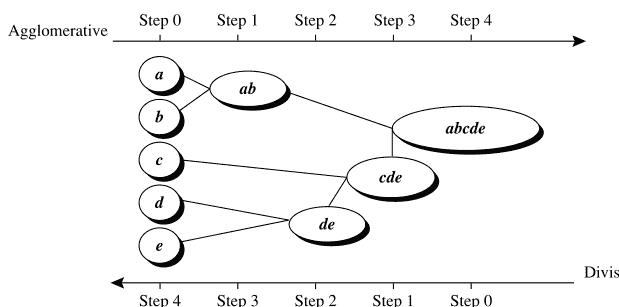 Step 0 Step 1 Step 2 Step 3 Step 4
Agglomerative
a
ab
b
abcde
c
cde
d
de
e
Divis
Step 4 Step 3 Step 2 Step 1 Step 0